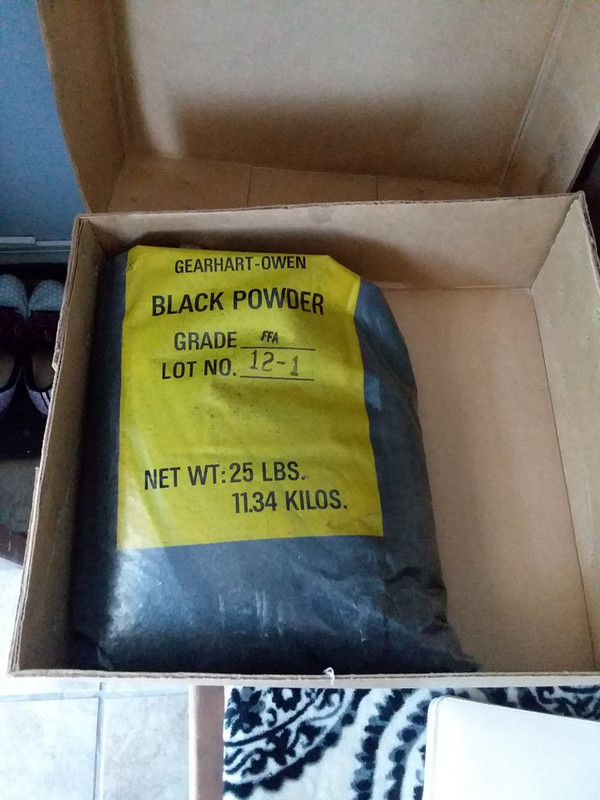 GEARHART-OWEN
BLACK POWDER
GRADE FFA
LOT NO. 12-1
NET WT: 25 LBS.
11.34 KILOS.